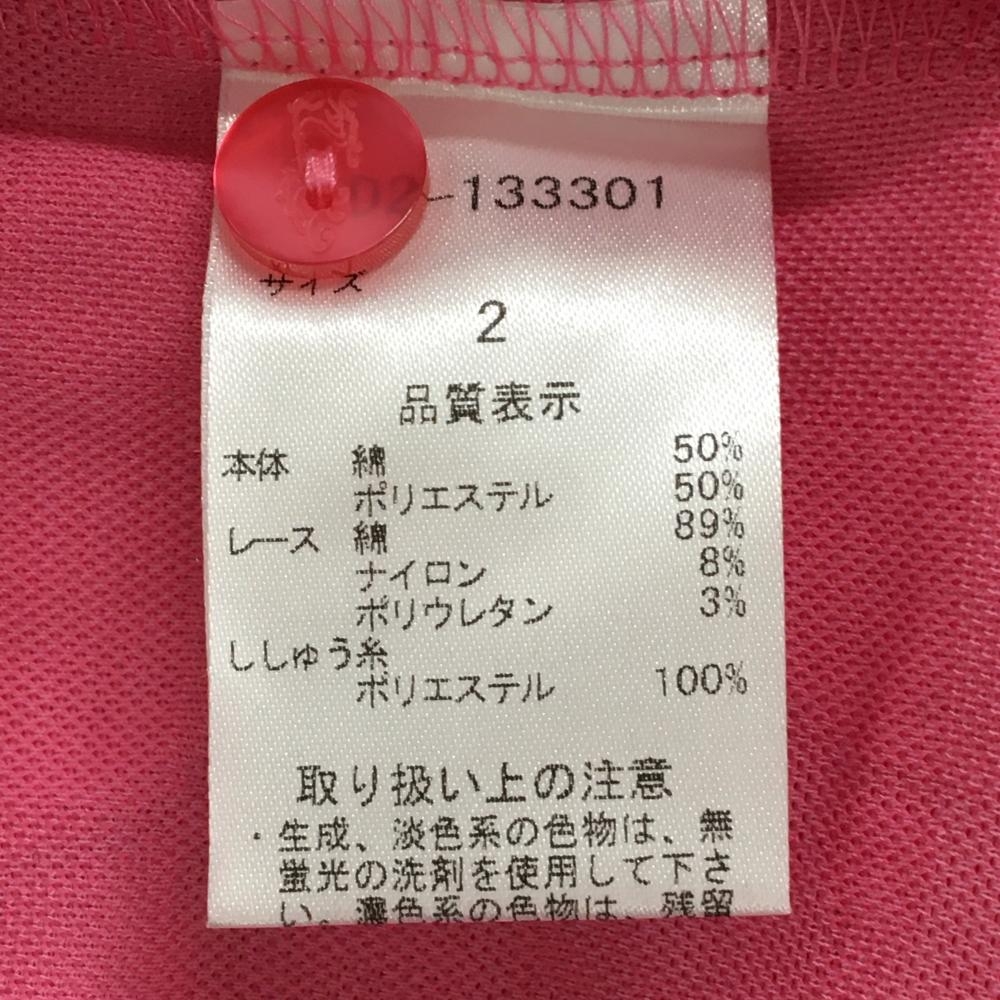 02-133301
サイズ
2
品質表示
本体 綿 50%
ポリエステル 50%
レース 綿 89%
ナイロン 8%
ポリウレタン 3%
ししゅう糸
ポリエステル 100%
取り扱い上の注意
・生成、淡色系の色物は、無
蛍光の洗剤を使用して下さ
い。濃色系の色物は、残留